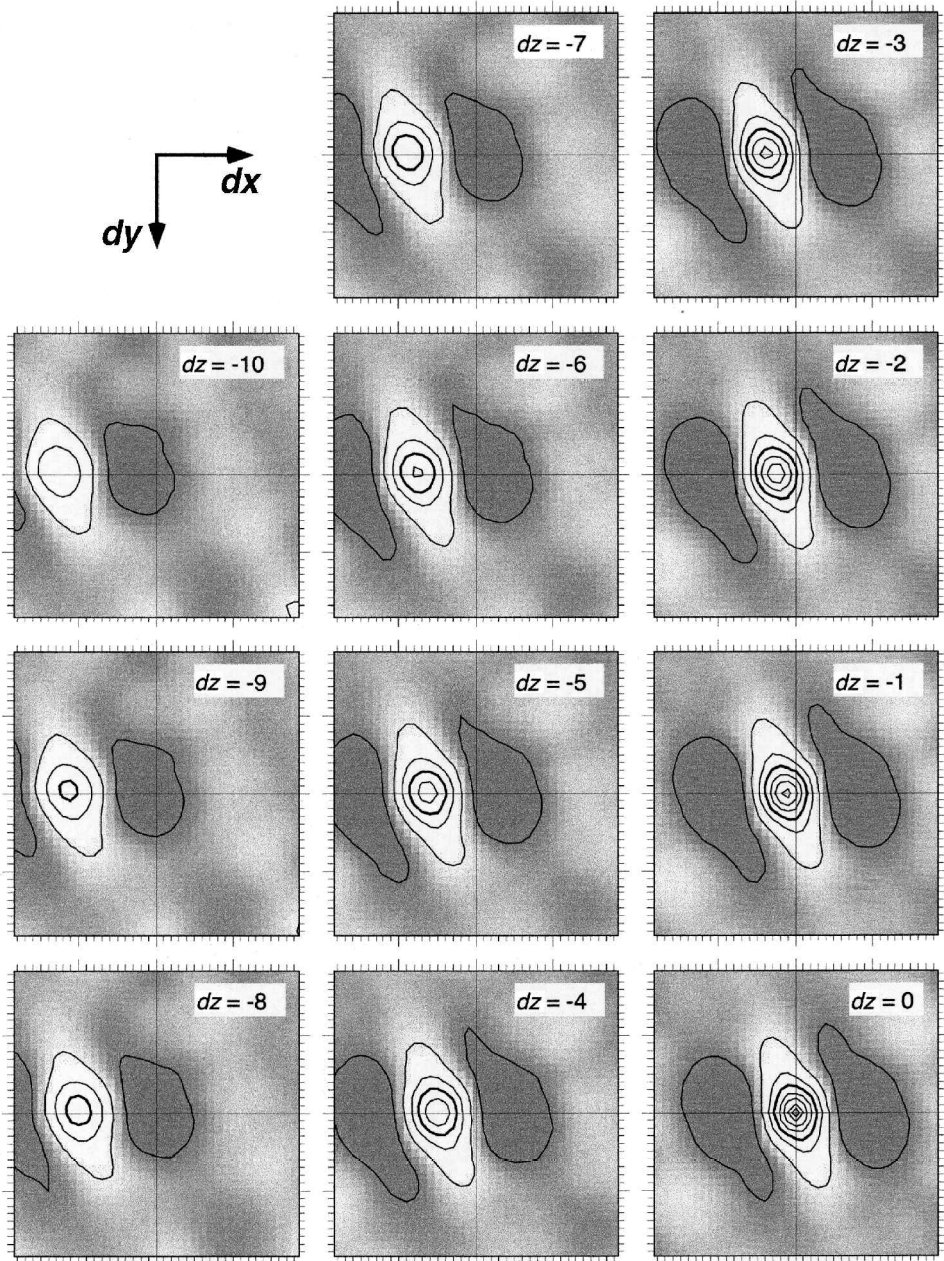 dz = -7
dz = -3
dx
dy
dz = -10
dz = -6
dz = -2
dz = -9
dz = -5
dz = -1
dz = -8
dz = -4
dz = 0